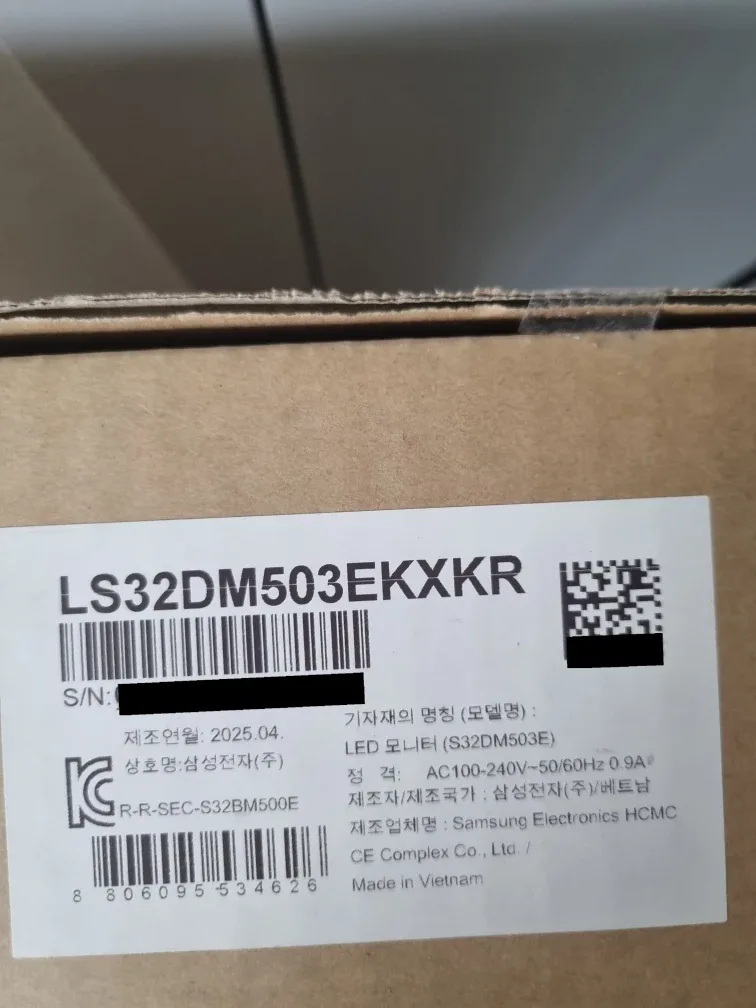 LS32DM503EKXKR
S/N:
제조연월: 2025.04.
상호명:삼성전자(주)
R-R-SEC-S32BM500E
8 806095 534626
기자재의 명칭 (모델명) :
LED 모니터 (S32DM503E)
정 격: AC100-240V~50/60Hz 0.9A
제조자/제조국가 : 삼성전자(주)/베트남
제조업체명 : Samsung Electronics HCMC
CE Complex Co., Ltd. /
Made in Vietnam